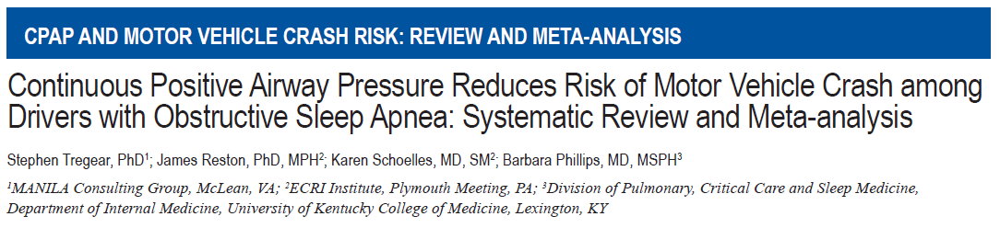 CPAP AND MOTOR VEHICLE CRASH RISK: REVIEW AND META-ANALYSIS
Continuous Positive Airway Pressure Reduces Risk of Motor Vehicle Crash among
Drivers with Obstructive Sleep Apnea: Systematic Review and Meta-analysis
Stephen Tregear, PhD¹; James Reston, PhD, MPH²; Karen Schoelles, MD, SM²; Barbara Phillips, MD, MSPH³
¹MANILA Consulting Group, McLean, VA; ²ECRI Institute, Plymouth Meeting, PA; ³Division of Pulmonary, Critical Care and Sleep Medicine,
Department of Internal Medicine, University of Kentucky College of Medicine, Lexington, KY